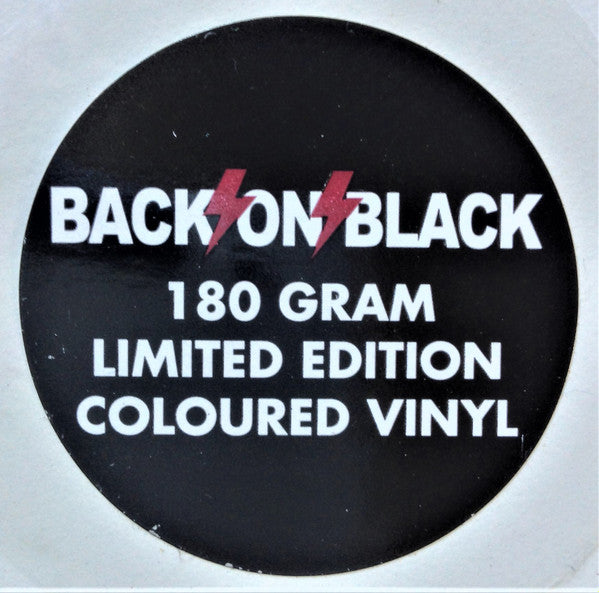 BACK ON BLACK
180 GRAM
LIMITED EDITION
COLOURED VINYL